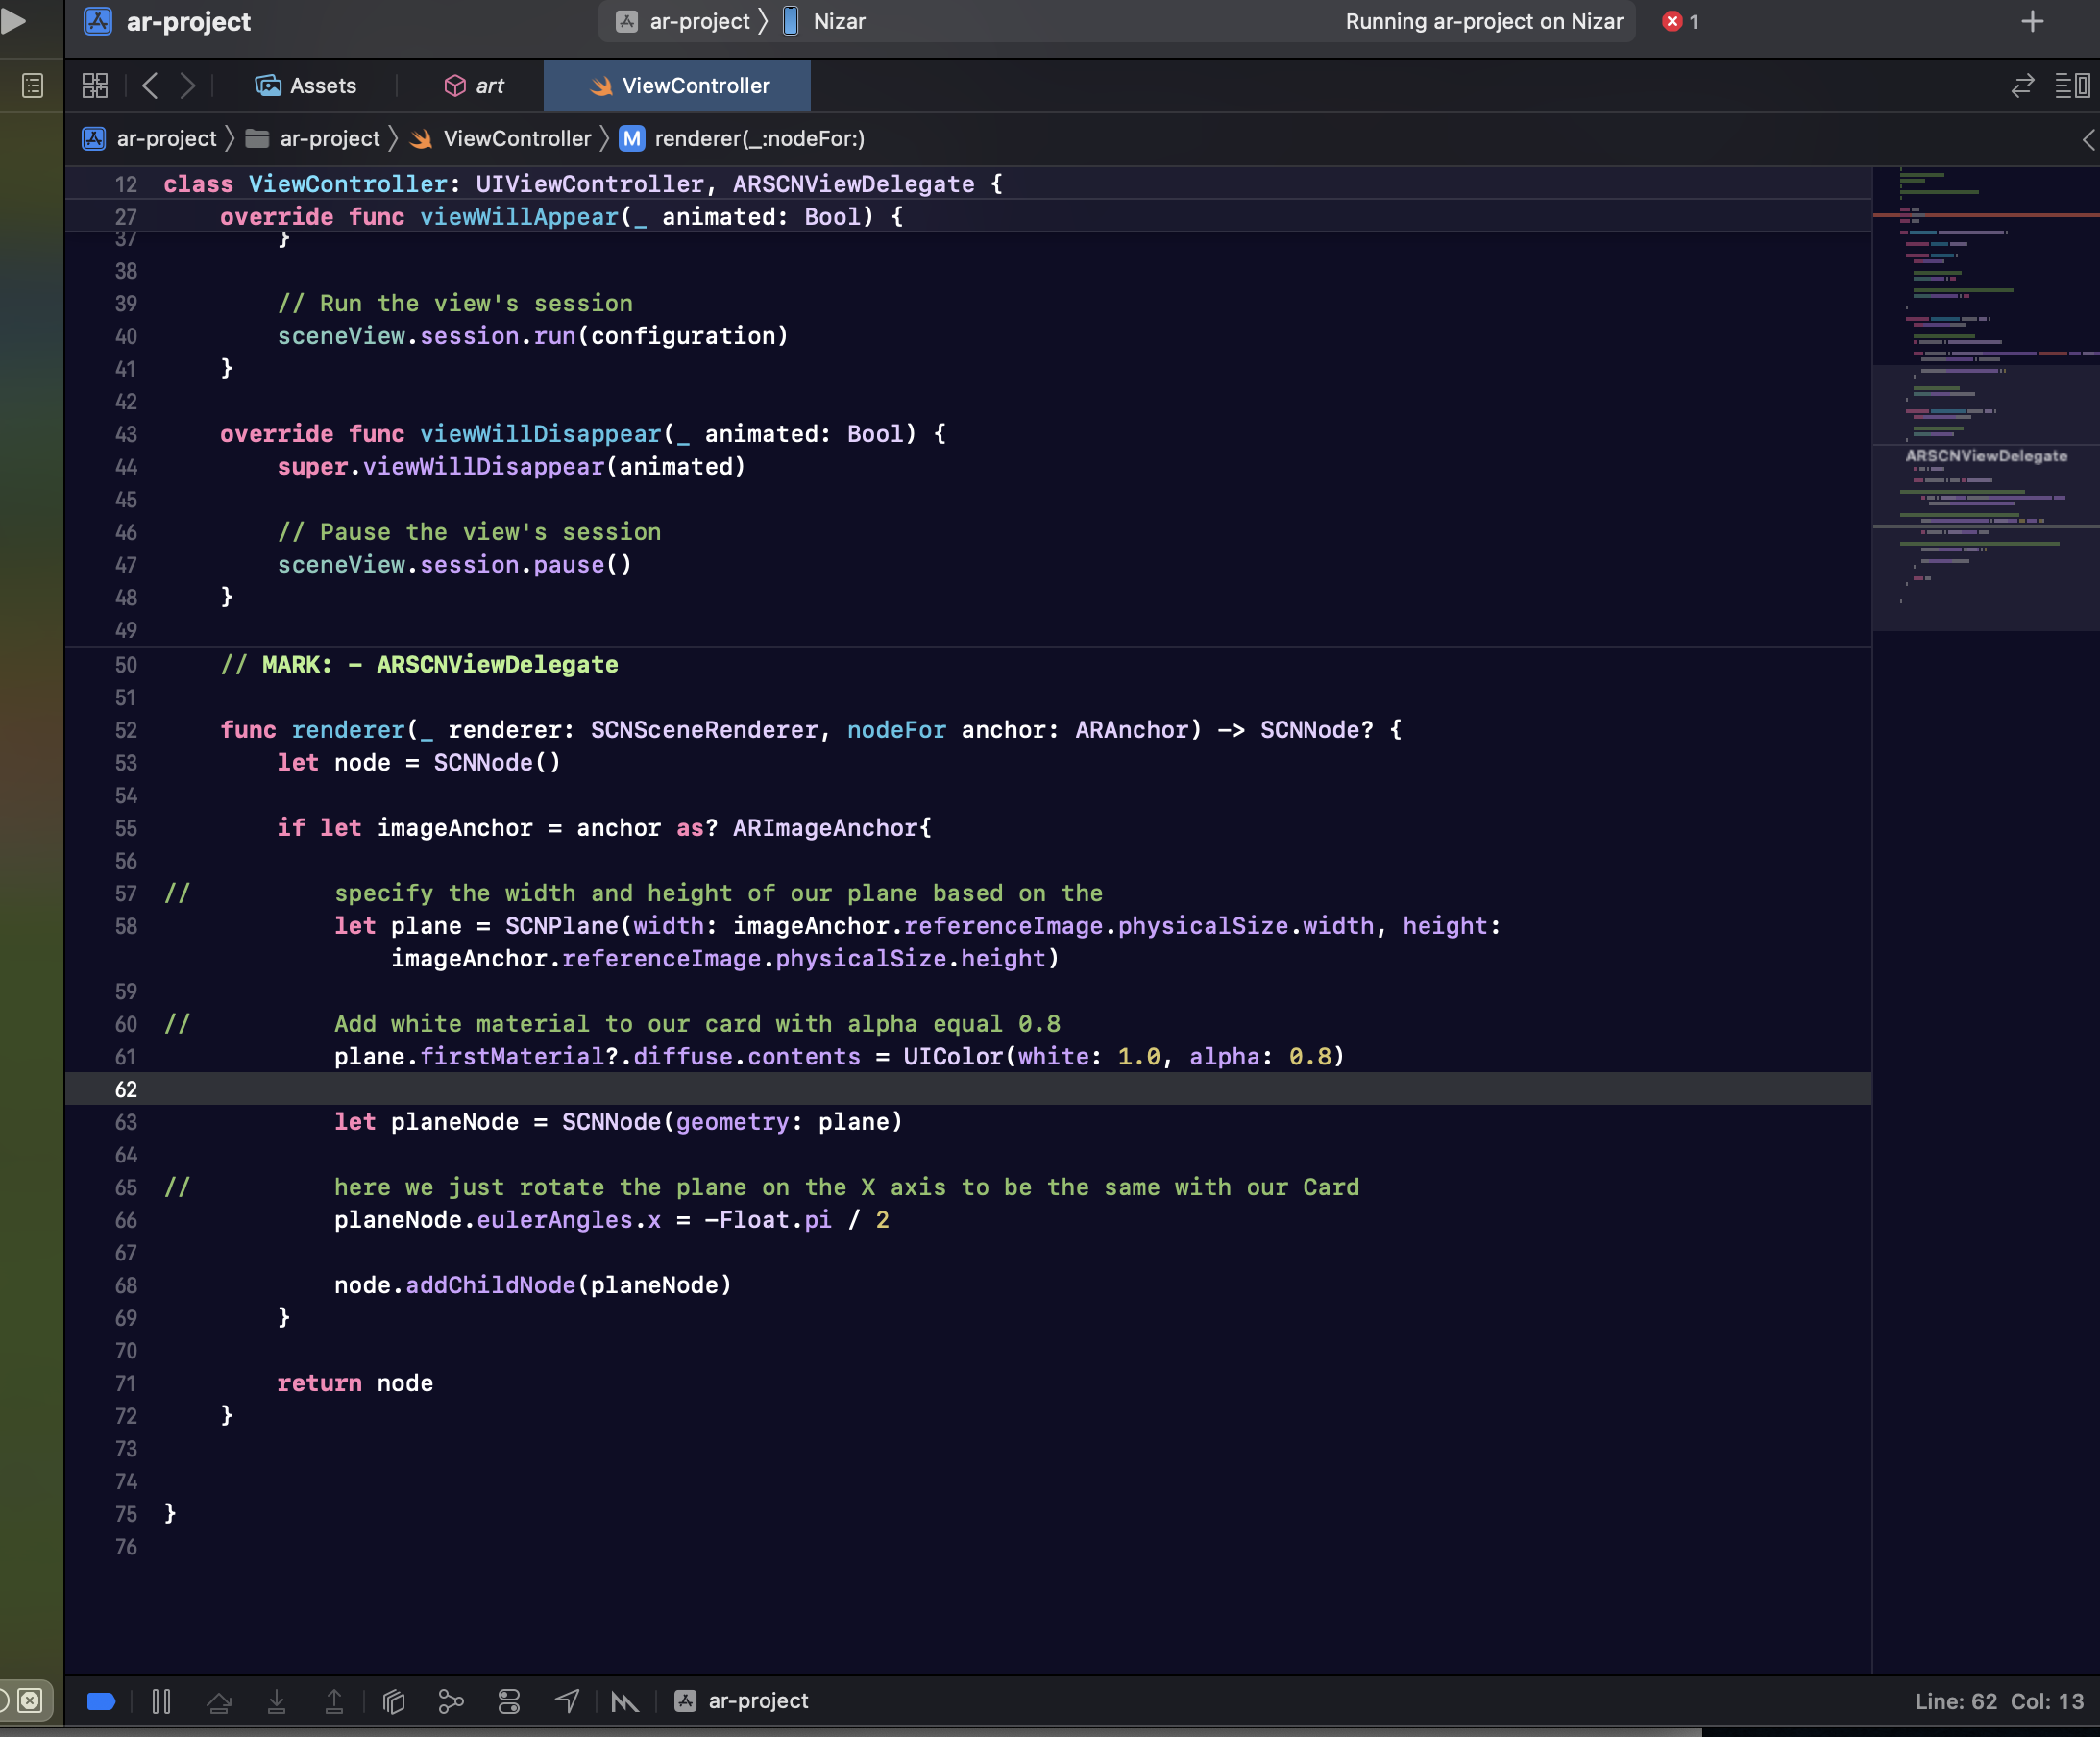 ar-project
ar-project 〉 Nizar
Running ar-project on Nizar
1
Assets
art
ViewController
ar-project 〉 ar-project 〉 ViewController 〉 M renderer(_:nodeFor:)
12 class ViewController: UIViewController, ARSCNViewDelegate {
27 override func viewWillAppear(_ animated: Bool) {
37 }
38
39 // Run the view's session
40 sceneView.session.run(configuration)
41 }
42
43 override func viewWillDisappear(_ animated: Bool) {
44 super.viewWillDisappear(animated)
45
46 // Pause the view's session
47 sceneView.session.pause()
48 }
49
50 // MARK: - ARSCNViewDelegate
51
52 func renderer(_ renderer: SCNSceneRenderer, nodeFor anchor: ARAnchor) -> SCNNode? {
53 let node = SCNNode()
54
55 if let imageAnchor = anchor as? ARImageAnchor{
56
57 // specify the width and height of our plane based on the
58 let plane = SCNPlane(width: imageAnchor.referenceImage.physicalSize.width, height:
imageAnchor.referenceImage.physicalSize.height)
59
60 // Add white material to our card with alpha equal 0.8
61 plane.firstMaterial?.diffuse.contents = UIColor(white: 1.0, alpha: 0.8)
62
63 let planeNode = SCNNode(geometry: plane)
64
65 // here we just rotate the plane on the X axis to be the same with our Card
66 planeNode.eulerAngles.x = -Float.pi / 2
67
68 node.addChildNode(planeNode)
69 }
70
71 return node
72 }
73
74
75 }
76
ARSCNViewDelegate
ar-project
Line: 62 Col: 13